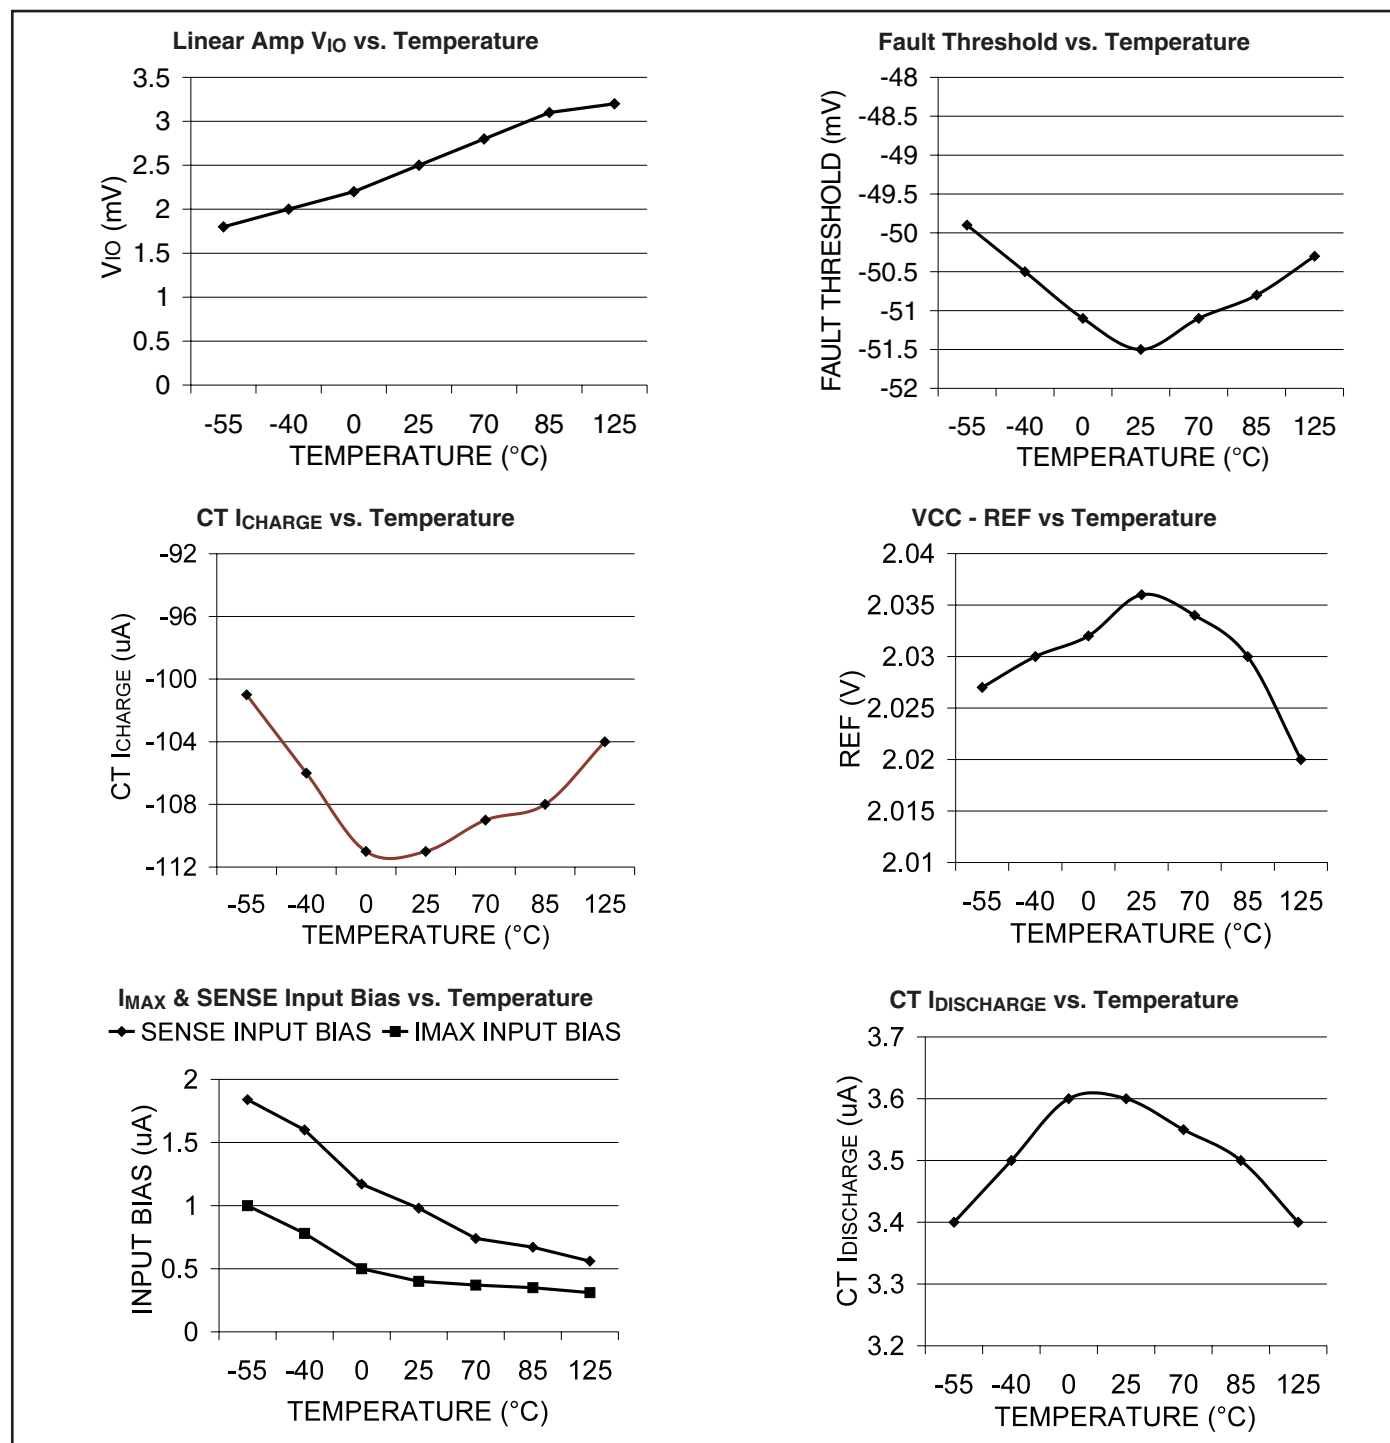 Linear Amp VIO vs. Temperature
3.5
3
2.5
2
1.5
1
0.5
0
VIO (mV)
-55 -40 0 25 70 85 125
TEMPERATURE (°C)
Fault Threshold vs. Temperature
-48
-48.5
-49
-49.5
-50
-50.5
-51
-51.5
-52
FAULT THRESHOLD (mV)
-55 -40 0 25 70 85 125
TEMPERATURE (°C)
CT ICHARGE vs. Temperature
-92
-96
-100
-104
-108
-112
CT ICHARGE (uA)
-55 -40 0 25 70 85 125
TEMPERATURE (°C)
VCC - REF vs Temperature
2.04
2.035
2.03
2.025
2.02
2.015
2.01
REF (V)
-55 -40 0 25 70 85 125
TEMPERATURE (°C)
IMAX & SENSE Input Bias vs. Temperature
SENSE INPUT BIAS IMAX INPUT BIAS
2
1.5
1
0.5
0
INPUT BIAS (uA)
-55 -40 0 25 70 85 125
TEMPERATURE (°C)
CT IDISCHARGE vs. Temperature
3.7
3.6
3.5
3.4
3.3
3.2
CT IDISCHARGE (uA)
-55 -40 0 25 70 85 125
TEMPERATURE (°C)